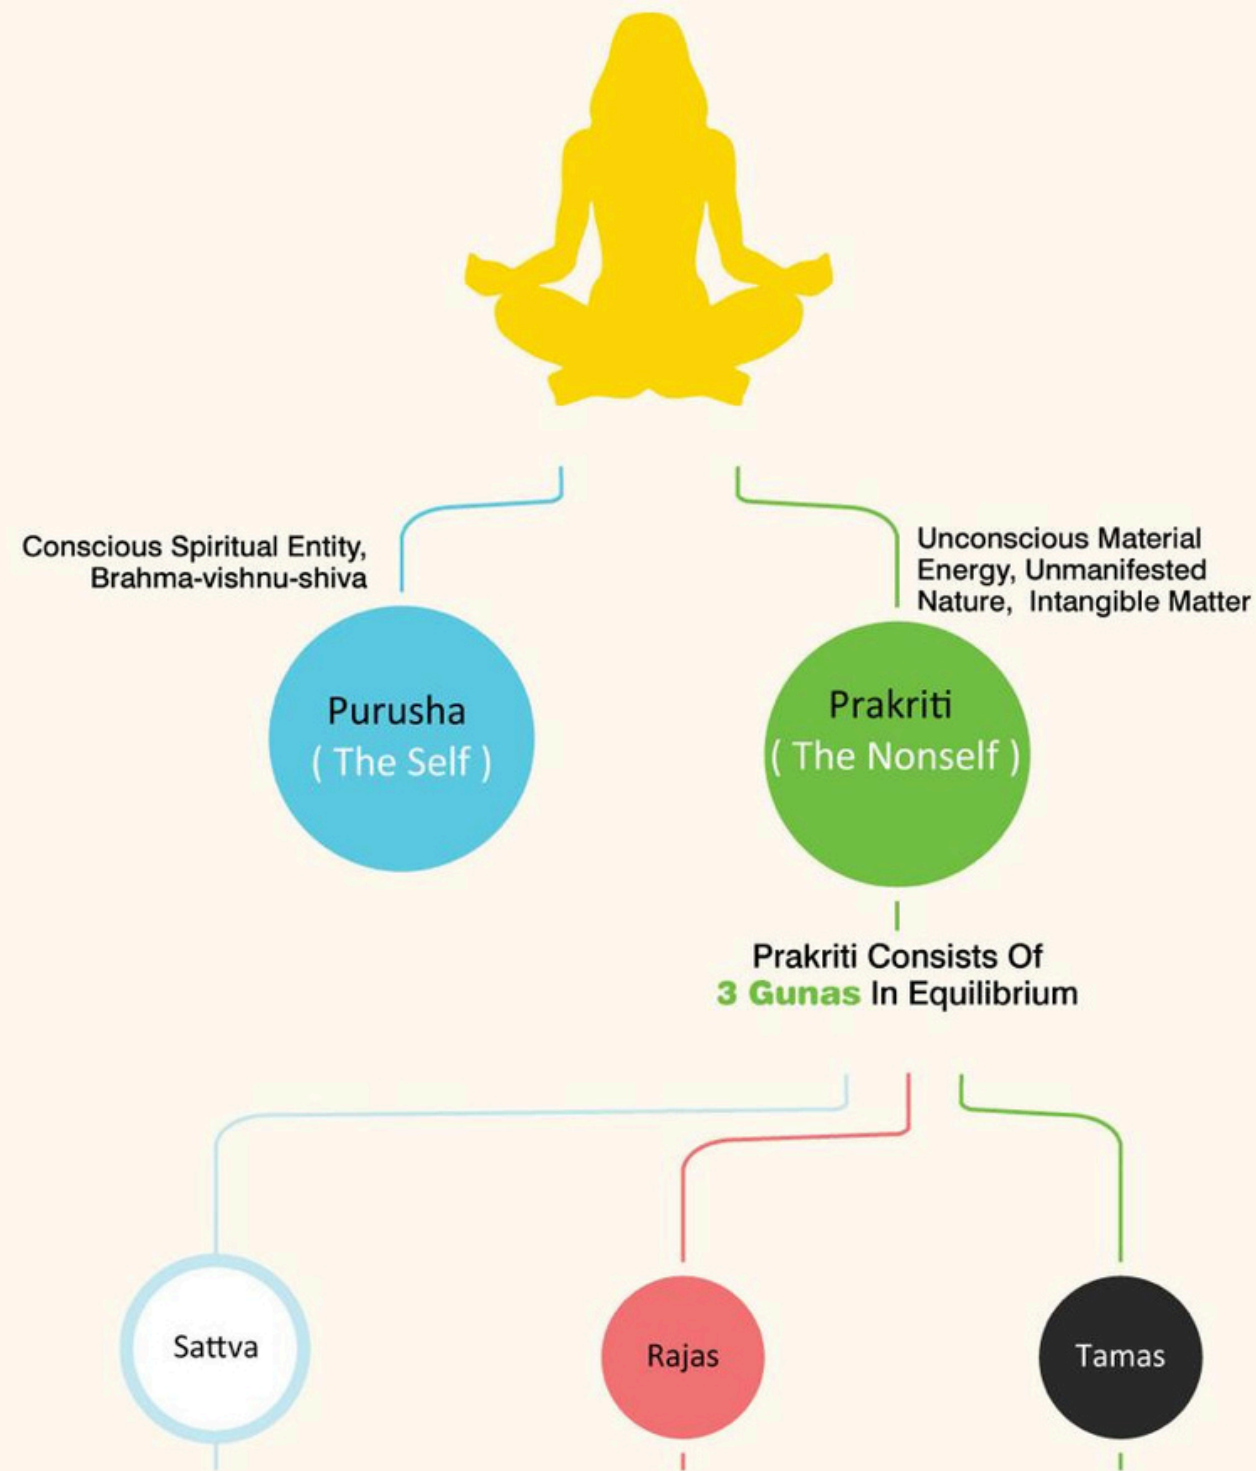 Conscious Spiritual Entity,
Brahma-vishnu-shiva
Unconscious Material
Energy, Unmanifested
Nature, Intangible Matter
Purusha
( The Self )
Prakriti
( The Nonself )
Prakriti Consists Of
3 Gunas In Equilibrium
Sattva
Rajas
Tamas